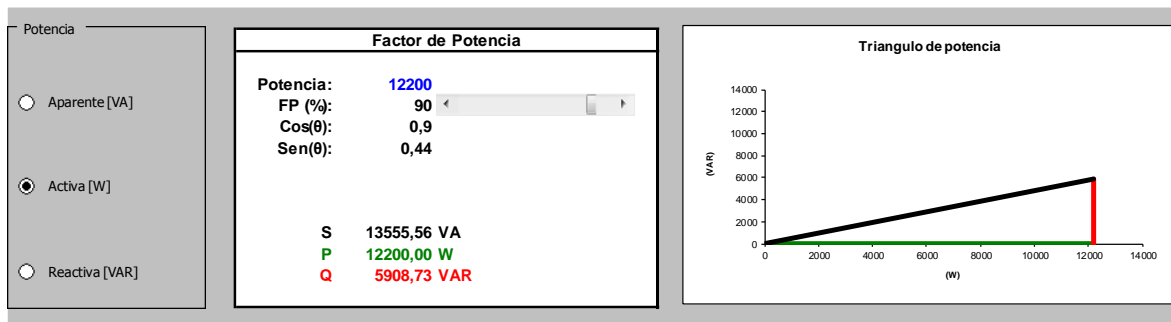 Potencia
Aparente [VA]
Activa [W]
Reactiva [VAR]
Factor de Potencia
Potencia: 12200
FP (%): 90
Cos(θ): 0,9
Sen(θ): 0,44
S 13555,56 VA
P 12200,00 W
Q 5908,73 VAR
Triangulo de potencia
(VAR)
14000
12000
10000
8000
6000
4000
2000
0
0 2000 4000 6000 8000 10000 12000 14000
(W)